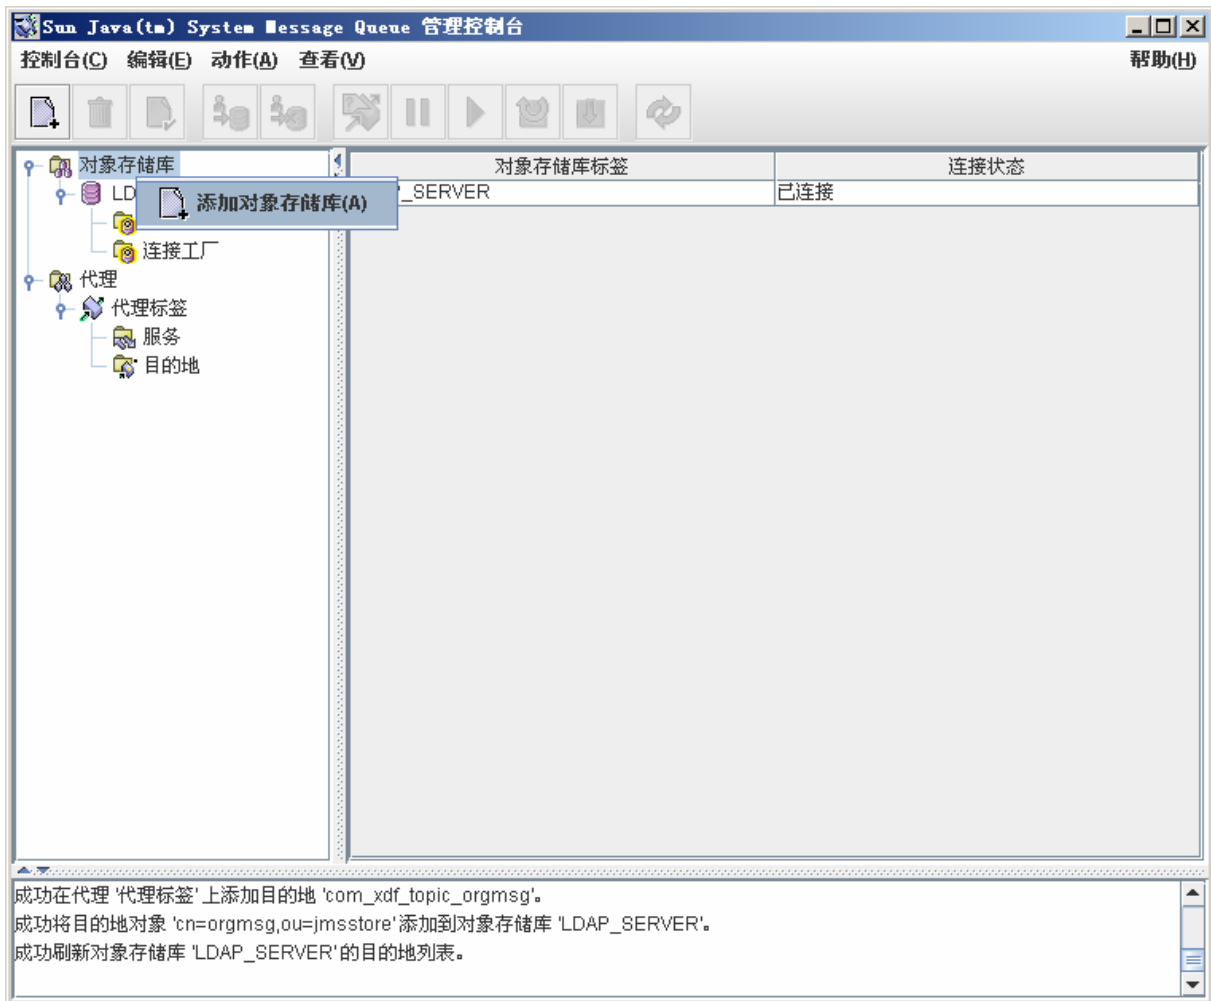 Sun Java(tm) System Message Queue 管理控制台
控制台(C) 编辑(E) 动作(A) 查看(V) 帮助(H)
对象存储库
对象存储库标签 连接状态
LD
添加对象存储库(A)
_SERVER 已连接
连接工厂
代理
代理标签
服务
目的地
成功在代理 '代理标签' 上添加目的地 'com_xdf_topic_orgmsg'。
成功将目的地对象 'cn=orgmsg,ou=jmsstore' 添加到对象存储库 'LDAP_SERVER'。
成功刷新对象存储库 'LDAP_SERVER' 的目的地列表。